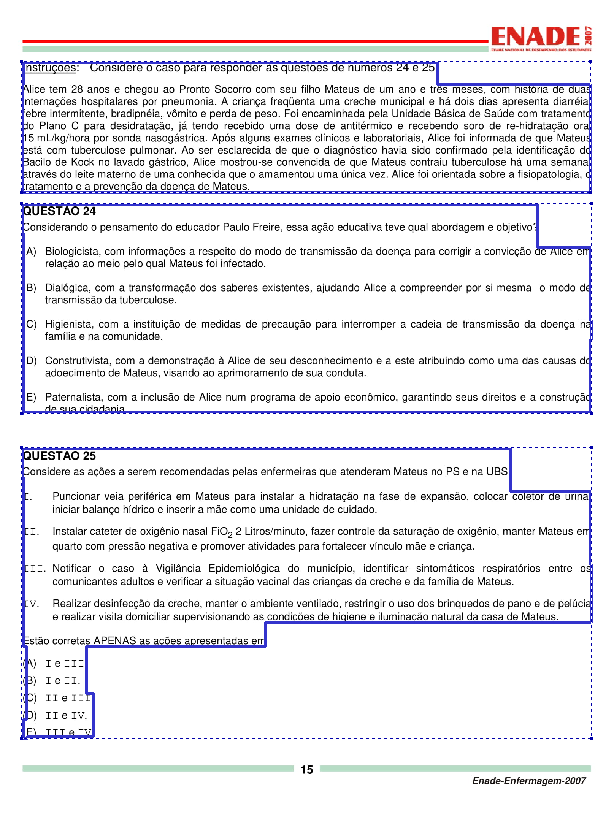 ENADE 2007
EXAME NACIONAL DE DESEMPENHO DOS ESTUDANTES
Instruções: Considere o caso para responder às questões de números 24 e 25.
Alice tem 28 anos e chegou ao Pronto Socorro com seu filho Mateus de um ano e três meses, com história de duas
internações hospitalares por pneumonia. A criança freqüenta uma creche municipal e há dois dias apresenta diarréia,
febre intermitente, bradipnéia, vômito e perda de peso. Foi encaminhada pela Unidade Básica de Saúde com tratamento
do Plano C para desidratação, já tendo recebido uma dose de antitérmico e recebendo soro de re-hidratação oral
15 mL/kg/hora por sonda nasogástrica. Após alguns exames clínicos e laboratoriais, Alice foi informada de que Mateus
está com tuberculose pulmonar. Ao ser esclarecida de que o diagnóstico havia sido confirmado pela identificação do
Bacilo de Kock no lavado gástrico, Alice mostrou-se convencida de que Mateus contraiu tuberculose há uma semana,
através do leite materno de uma conhecida que o amamentou uma única vez. Alice foi orientada sobre a fisiopatologia, o
tratamento e a prevenção da doença de Mateus.
QUESTÃO 24
Considerando o pensamento do educador Paulo Freire, essa ação educativa teve qual abordagem e objetivo?
(A) Biologicista, com informações a respeito do modo de transmissão da doença para corrigir a convicção de Alice em
relação ao meio pelo qual Mateus foi infectado.
(B) Dialógica, com a transformação dos saberes existentes, ajudando Alice a compreender por si mesma o modo de
transmissão da tuberculose.
(C) Higienista, com a instituição de medidas de precaução para interromper a cadeia de transmissão da doença na
família e na comunidade.
(D) Construtivista, com a demonstração à Alice de seu desconhecimento e a este atribuindo como uma das causas do
adoecimento de Mateus, visando ao aprimoramento de sua conduta.
(E) Paternalista, com a inclusão de Alice num programa de apoio econômico, garantindo seus direitos e a construção
de sua cidadania.
QUESTÃO 25
Considere as ações a serem recomendadas pelas enfermeiras que atenderam Mateus no PS e na UBS.
I. Puncionar veia periférica em Mateus para instalar a hidratação na fase de expansão, colocar coletor de urina,
iniciar balanço hídrico e inserir a mãe como uma unidade de cuidado.
II. Instalar cateter de oxigênio nasal FiO2 2 Litros/minuto, fazer controle da saturação de oxigênio, manter Mateus em
quarto com pressão negativa e promover atividades para fortalecer vínculo mãe e criança.
III. Notificar o caso à Vigilância Epidemiológica do município, identificar sintomáticos respiratórios entre os
comunicantes adultos e verificar a situação vacinal das crianças da creche e da família de Mateus.
IV. Realizar desinfecção da creche, manter o ambiente ventilado, restringir o uso dos brinquedos de pano e de pelúcia
e realizar visita domiciliar supervisionando as condições de higiene e iluminação natural da casa de Mateus.
Estão corretas APENAS as ações apresentadas em
(A) I e III.
(B) I e II.
(C) II e III.
(D) II e IV.
(E) III e IV.
15
Enade-Enfermagem-2007